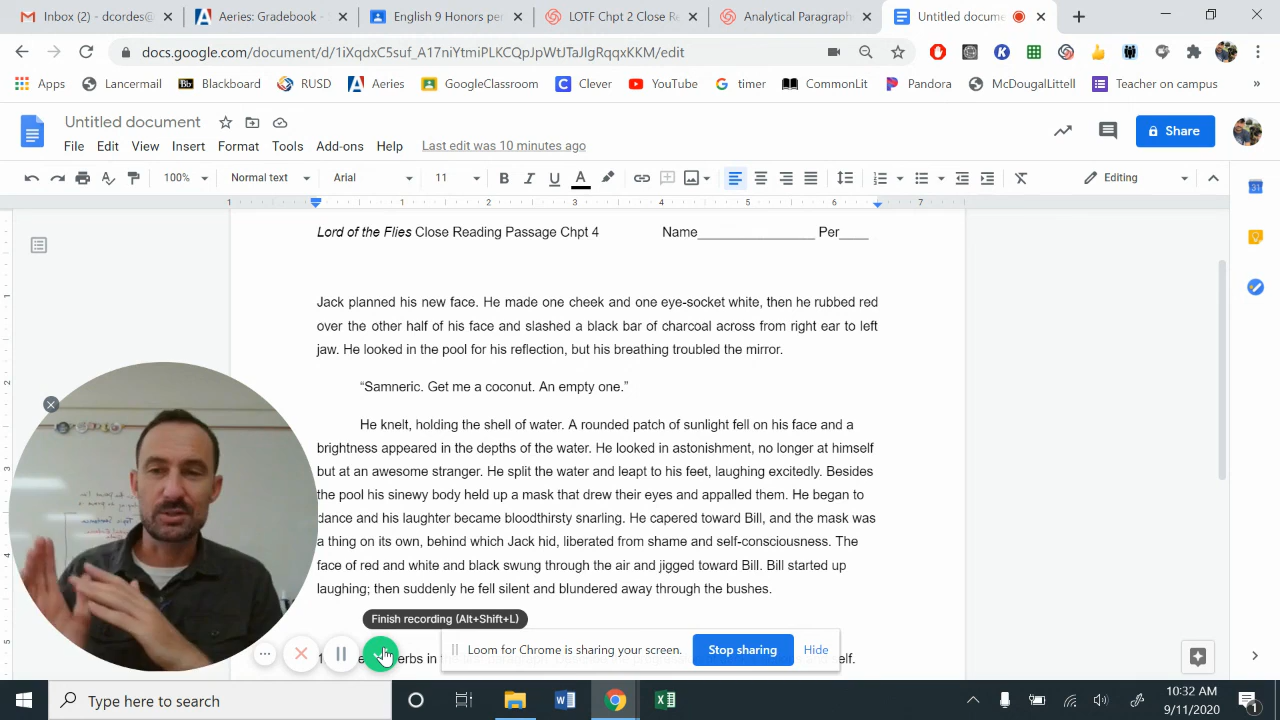 Inbox (2) - dcordes@
Aeries: Gradebook - S
English 9 Honors per
LOTF Chpt 2 Close Re
Analytical Paragraph
Untitled docume
docs.google.com/document/d/1iXqdxC5suf_A17niYtmiPLKCQpJpWtUTaJlgRqqxKKM/edit
Apps
Lancermail
Blackboard
RUSD
Aeries
GoogleClassroom
Clever
YouTube
timer
CommonLit
Pandora
McDougalLittell
Teacher on campus
Untitled document
File Edit View Insert Format Tools Add-ons Help Last edit was 10 minutes ago
Share
100% Normal text Arial 11 Editing
1 1 2 3 4 5 6 7
Lord of the Flies Close Reading Passage Chpt 4 Name________________ Per____
Jack planned his new face. He made one cheek and one eye-socket white, then he rubbed red
over the other half of his face and slashed a black bar of charcoal across from right ear to left
jaw. He looked in the pool for his reflection, but his breathing troubled the mirror.
“Samneric. Get me a coconut. An empty one.”
He knelt, holding the shell of water. A rounded patch of sunlight fell on his face and a
brightness appeared in the depths of the water. He looked in astonishment, no longer at himself
but at an awesome stranger. He split the water and leapt to his feet, laughing excitedly. Besides
the pool his sinewy body held up a mask that drew their eyes and appalled them. He began to
dance and his laughter became bloodthirsty snarling. He capered toward Bill, and the mask was
a thing on its own, behind which Jack hid, liberated from shame and self-consciousness. The
face of red and white and black swung through the air and jigged toward Bill. Bill started up
laughing; then suddenly he fell silent and blundered away through the bushes.
Finish recording (Alt+Shift+L)
Loom for Chrome is sharing your screen.
Stop sharing
Hide
Type here to search
10:32 AM
9/11/2020